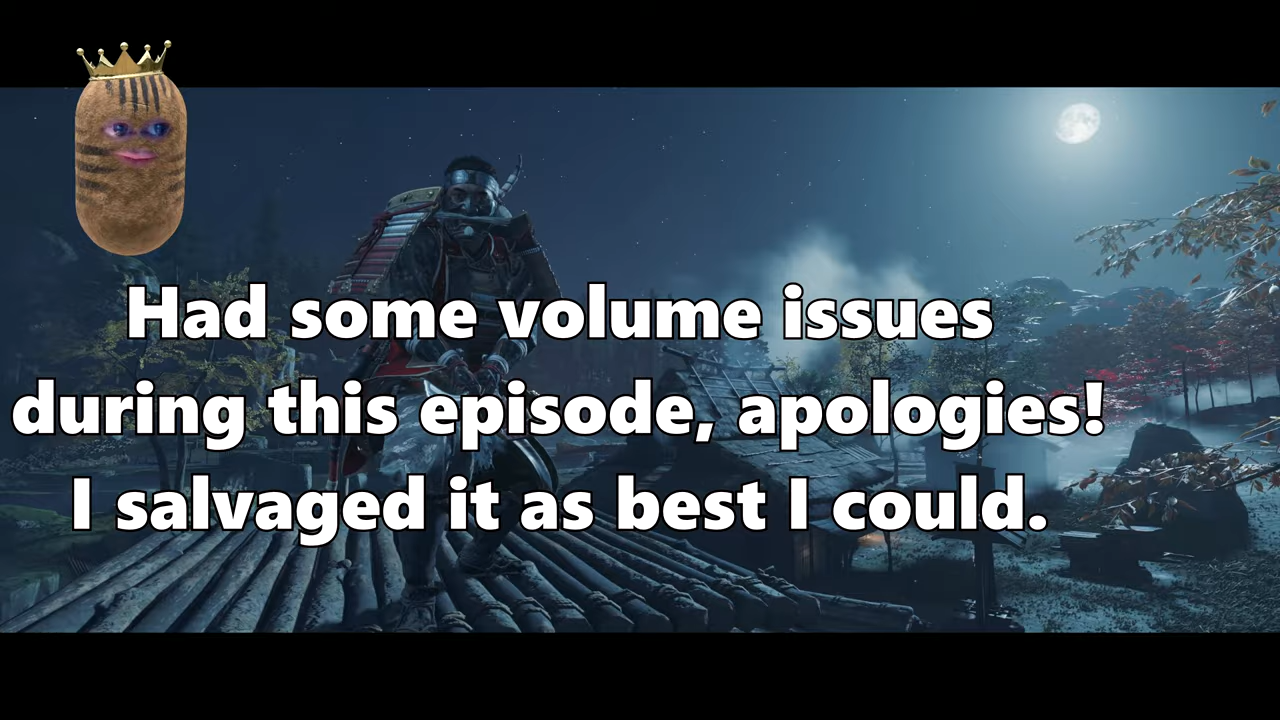 Had some volume issues
during this episode, apologies!
I salvaged it as best I could.